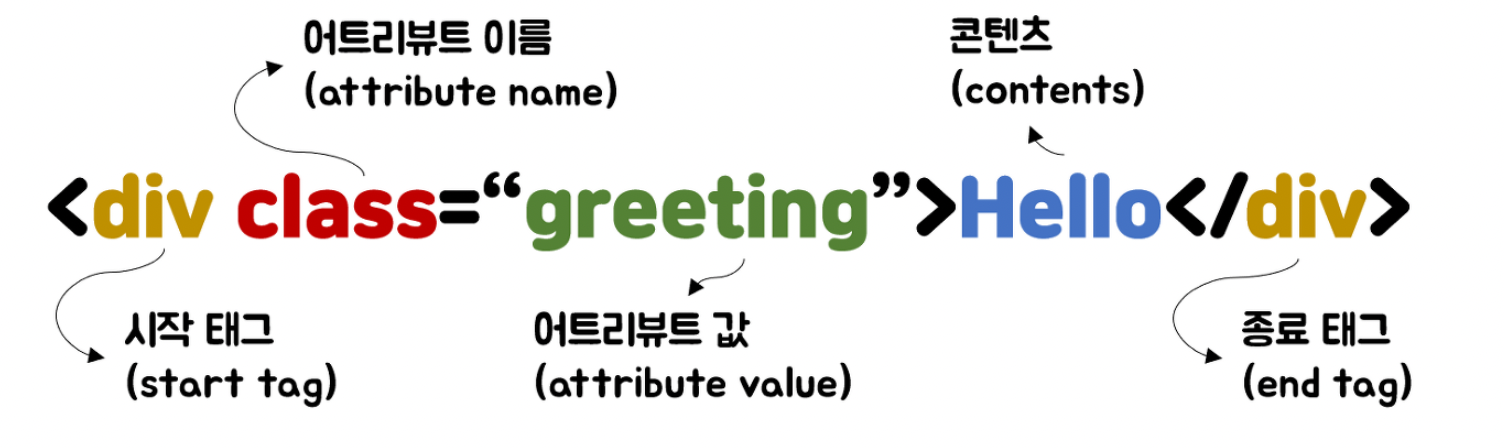 어트리뷰트 이름
(attribute name)
콘텐츠
(contents)
<div class=“greeting”>Hello</div>
시작 태그
(start tag)
어트리뷰트 값
(attribute value)
종료 태그
(end tag)